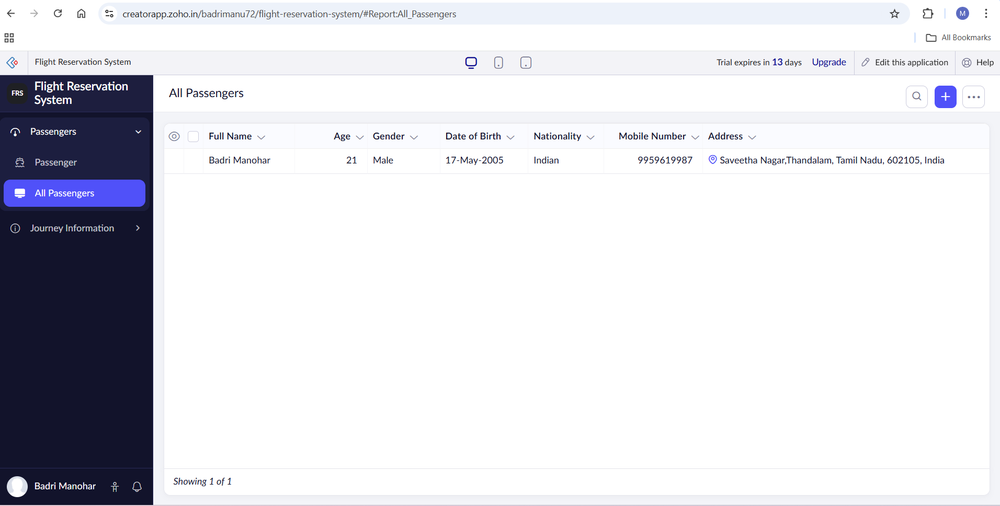 creatorapp.zoho.in/badrimanu72/flight-reservation-system/#Report:All_Passengers
M
All Bookmarks
Flight Reservation System
Trial expires in 13 days
Upgrade
Edit this application
Help
FRS
Flight Reservation
System
All Passengers
Passengers
Passenger
All Passengers
Journey Information
Full Name Age Gender Date of Birth Nationality Mobile Number Address
Badri Manohar 21 Male 17-May-2005 Indian 9959619987 Saveetha Nagar,Thandalam, Tamil Nadu, 602105, India
Showing 1 of 1
Badri Manohar